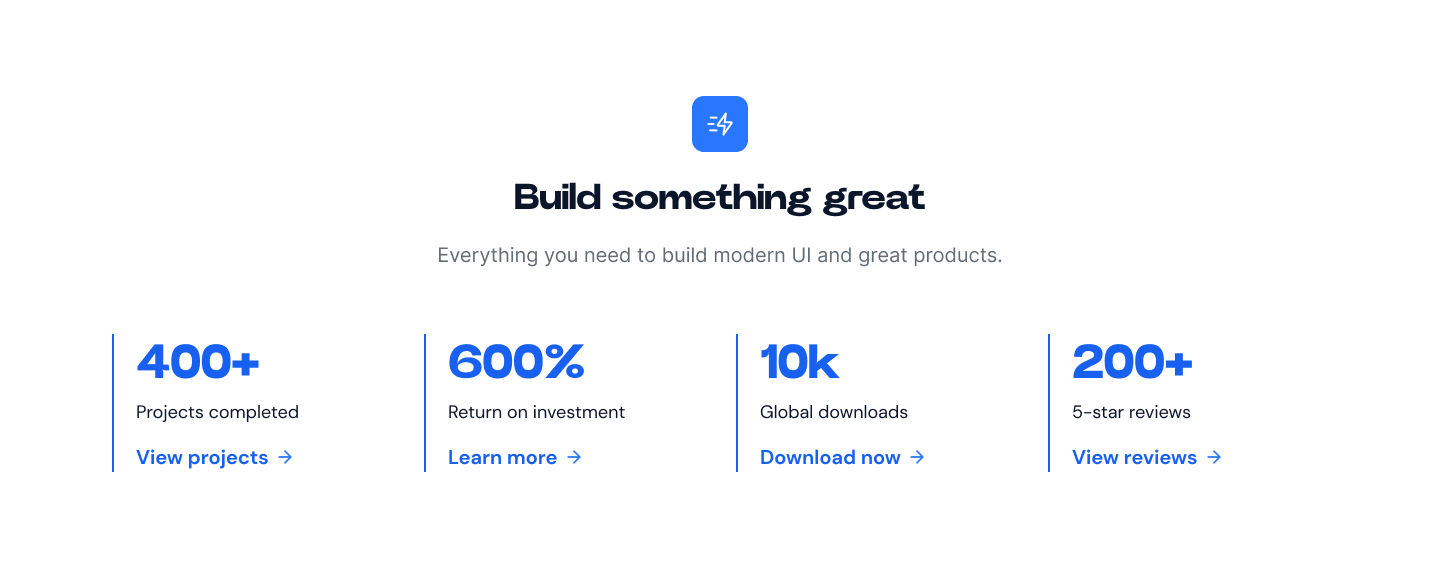 Build something great
Everything you need to build modern UI and great products.
400+
Projects completed
View projects →
600%
Return on investment
Learn more →
10k
Global downloads
Download now →
200+
5-star reviews
View reviews →